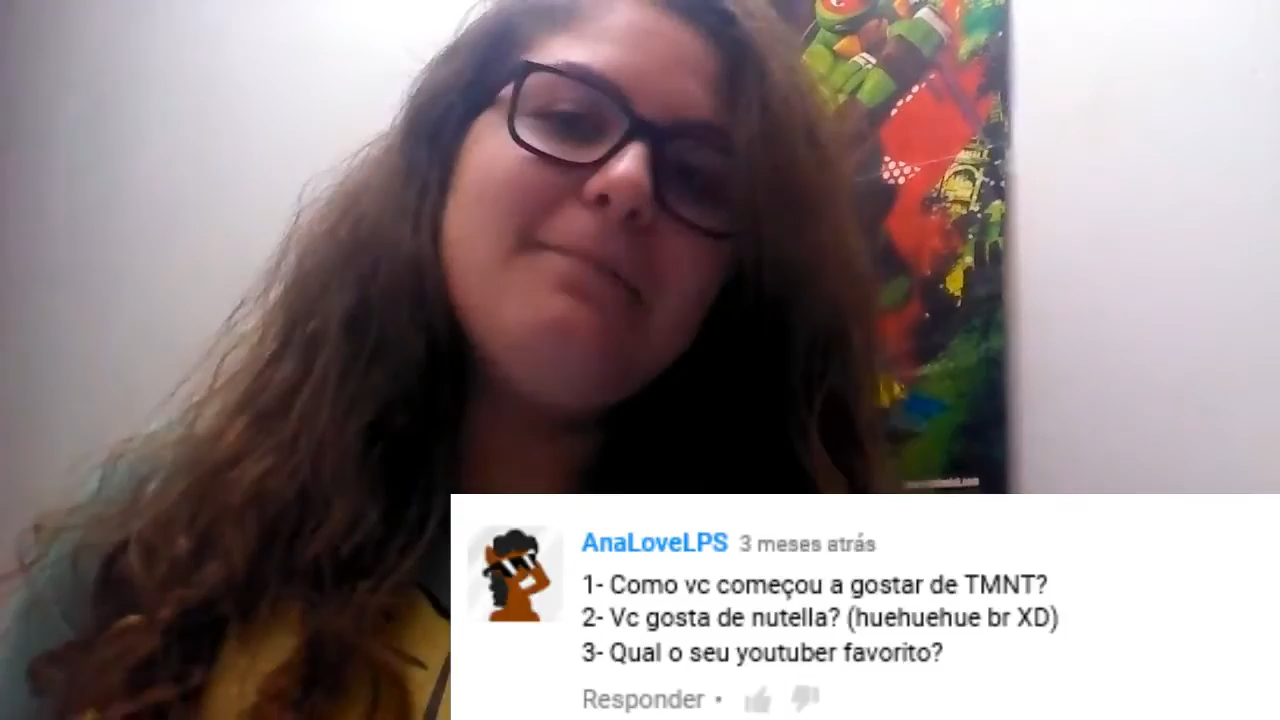 AnaLoveLPS 3 meses atrás
1- Como vc começou a gostar de TMNT?
2- Vc gosta de nutella? (huehuehue br XD)
3- Qual o seu youtuber favorito?
Responder •